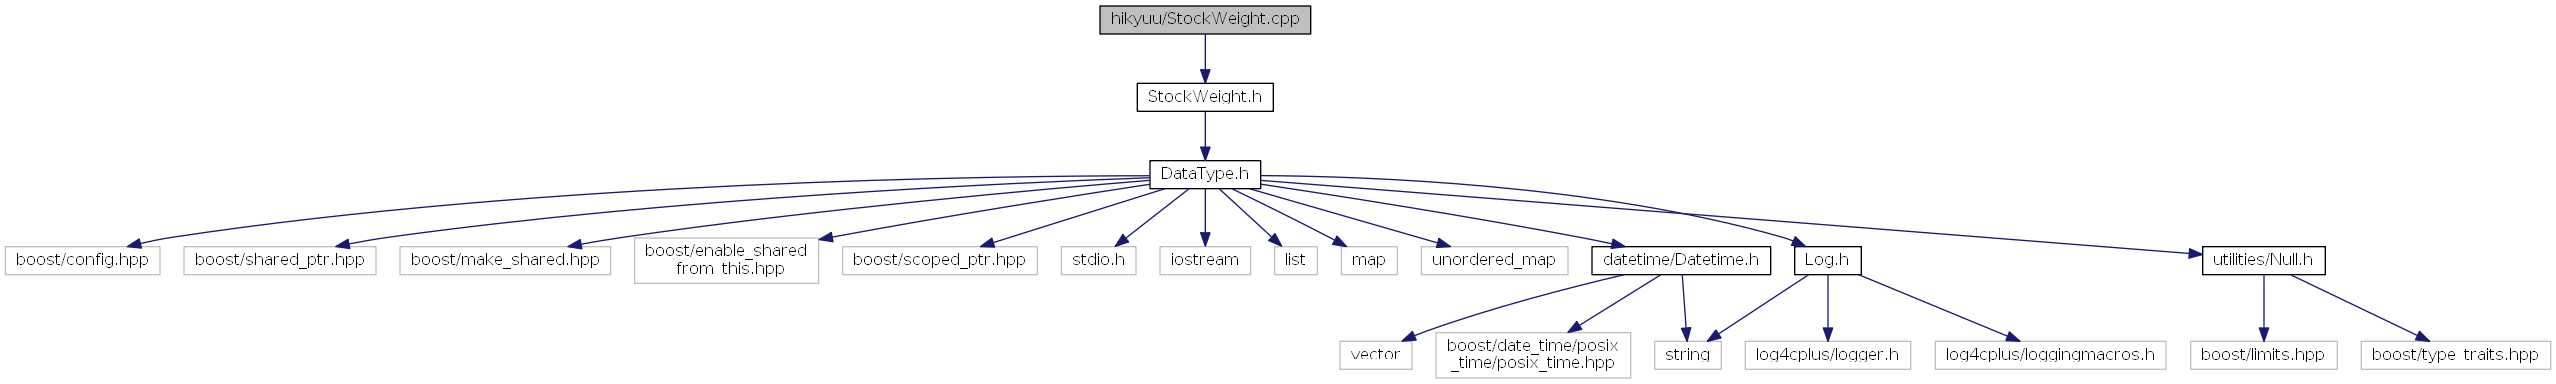 hikyuu/StockWeight.cpp
StockWeight.h
DataType.h
boost/config.hpp
boost/shared_ptr.hpp
boost/make_shared.hpp
boost/enable_shared
_from_this.hpp
boost/scoped_ptr.hpp
stdio.h
iostream
list
map
unordered_map
datetime/Datetime.h
Log.h
utilities/Null.h
vector
boost/date_time/posix
_time/posix_time.hpp
string
log4cplus/logger.h
log4cplus/loggingmacros.h
boost/limits.hpp
boost/type_traits.hpp